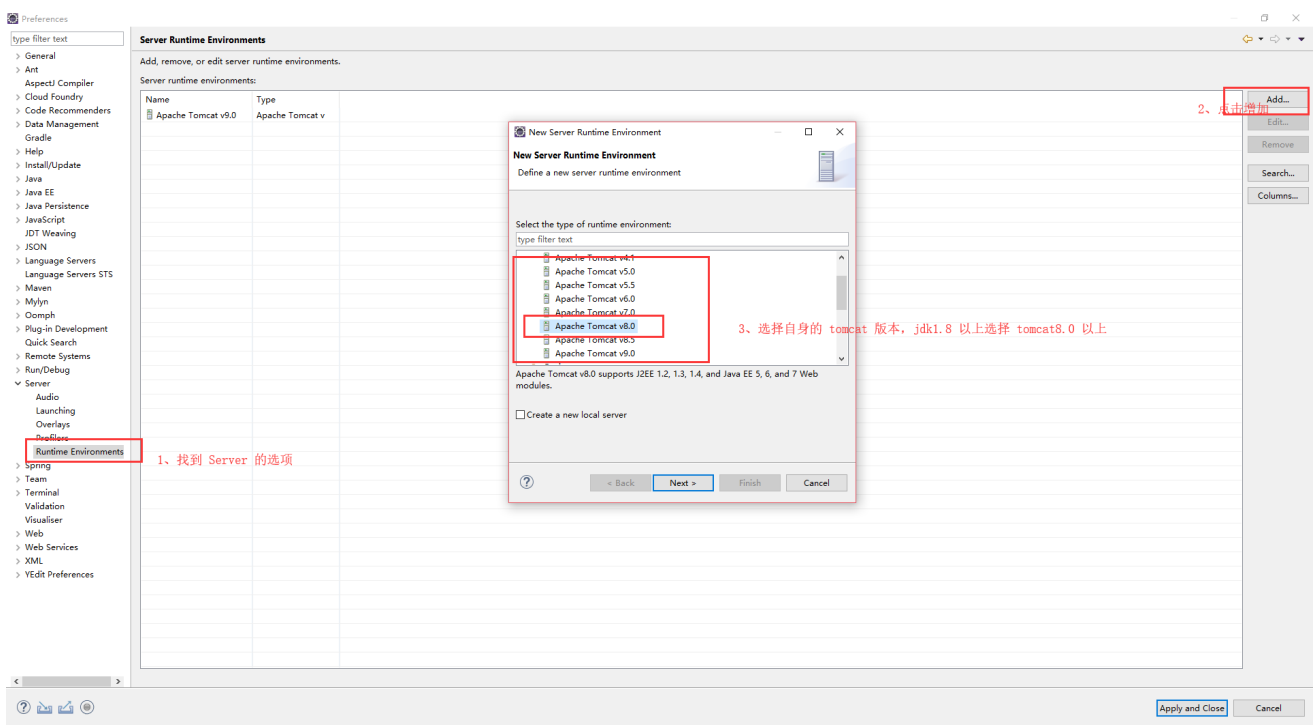 Preferences
type filter text
Server Runtime Environments
General
Ant
AspectJ Compiler
Cloud Foundry
Code Recommenders
Data Management
Gradle
Help
Install/Update
Java
Java EE
Java Persistence
JavaScript
JDT Weaving
JSON
Language Servers
Language Servers STS
Maven
Mylyn
Oomph
Plug-in Development
Quick Search
Remote Systems
Run/Debug
Server
Audio
Launching
Overlays
Profilers
Runtime Environments
Spring
Team
Terminal
Validation
Visualiser
Web
Web Services
XML
YEdit Preferences
1、找到 Server 的选项
Add, remove, or edit server runtime environments.
Server runtime environments:
Name Type
Apache Tomcat v9.0 Apache Tomcat v
2、点击增加
Add...
Edit...
Remove
Search...
Columns...
New Server Runtime Environment
New Server Runtime Environment
Define a new server runtime environment
Select the type of runtime environment:
type filter text
Apache Tomcat v4.1
Apache Tomcat v5.0
Apache Tomcat v5.5
Apache Tomcat v6.0
Apache Tomcat v7.0
Apache Tomcat v8.0
Apache Tomcat v8.5
Apache Tomcat v9.0
3、选择自身的 tomcat 版本，jdk1.8 以上选择 tomcat8.0 以上
Apache Tomcat v8.0 supports J2EE 1.2, 1.3, 1.4, and Java EE 5, 6, and 7 Web
modules.
Create a new local server
< Back Next > Finish Cancel
Apply and Close Cancel